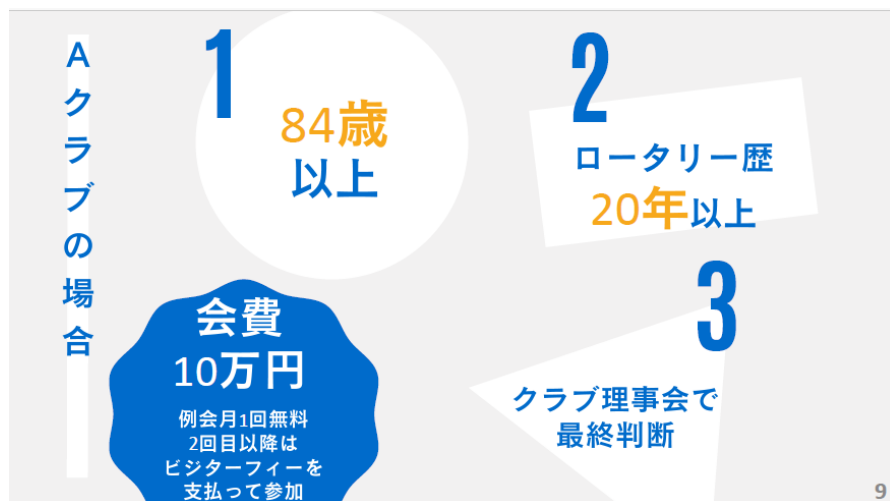 Aクラブの場合
1
84歳
以上
2
ロータリー歴
20年以上
会費
10万円
例会月1回無料
2回目以降は
ビジターフィーを
支払って参加
3
クラブ理事会で
最終判断
9